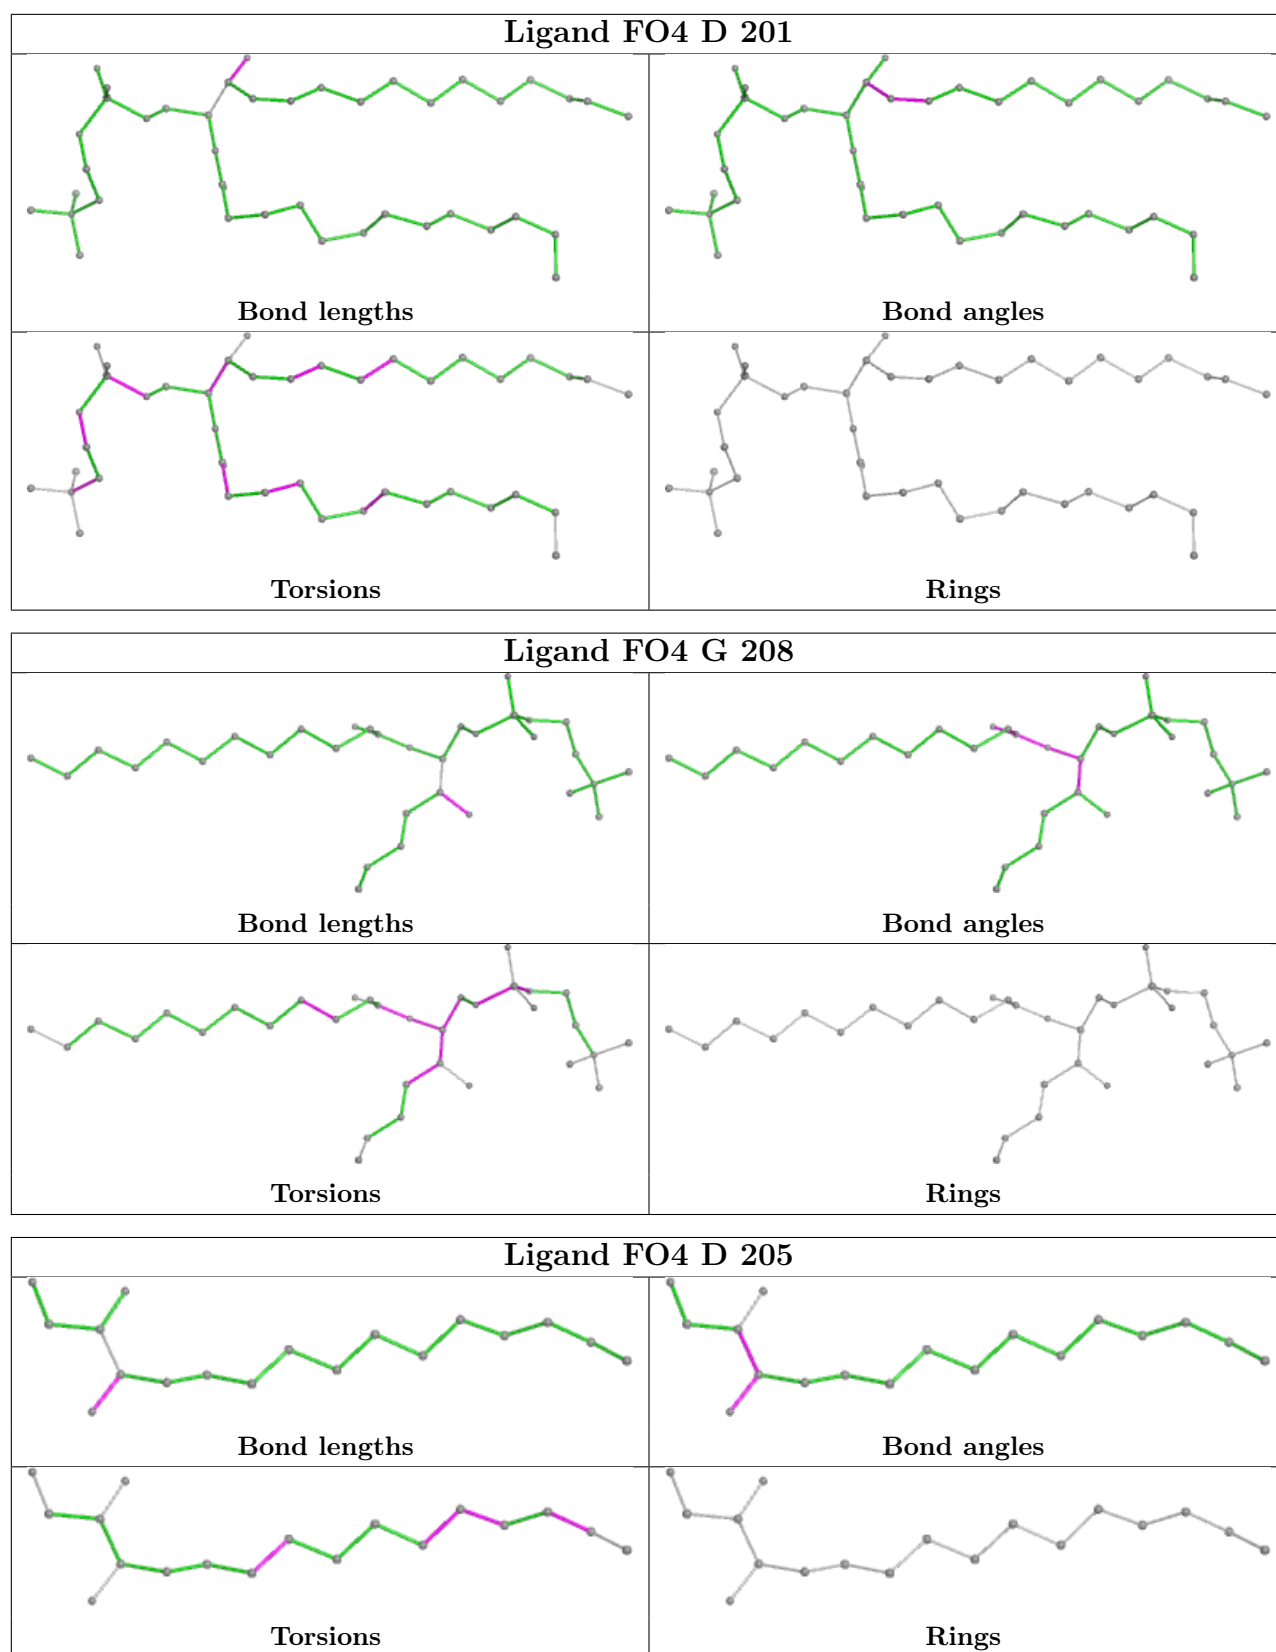 Ligand FO4 D 201
Bond lengths
Bond angles
Torsions
Rings
Ligand FO4 G 208
Bond lengths
Bond angles
Torsions
Rings
Ligand FO4 D 205
Bond lengths
Bond angles
Torsions
Rings